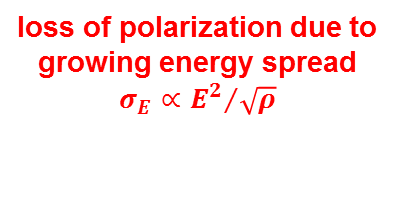 loss of polarization due to
growing energy spread
σ_E ∝ E²/√ρ